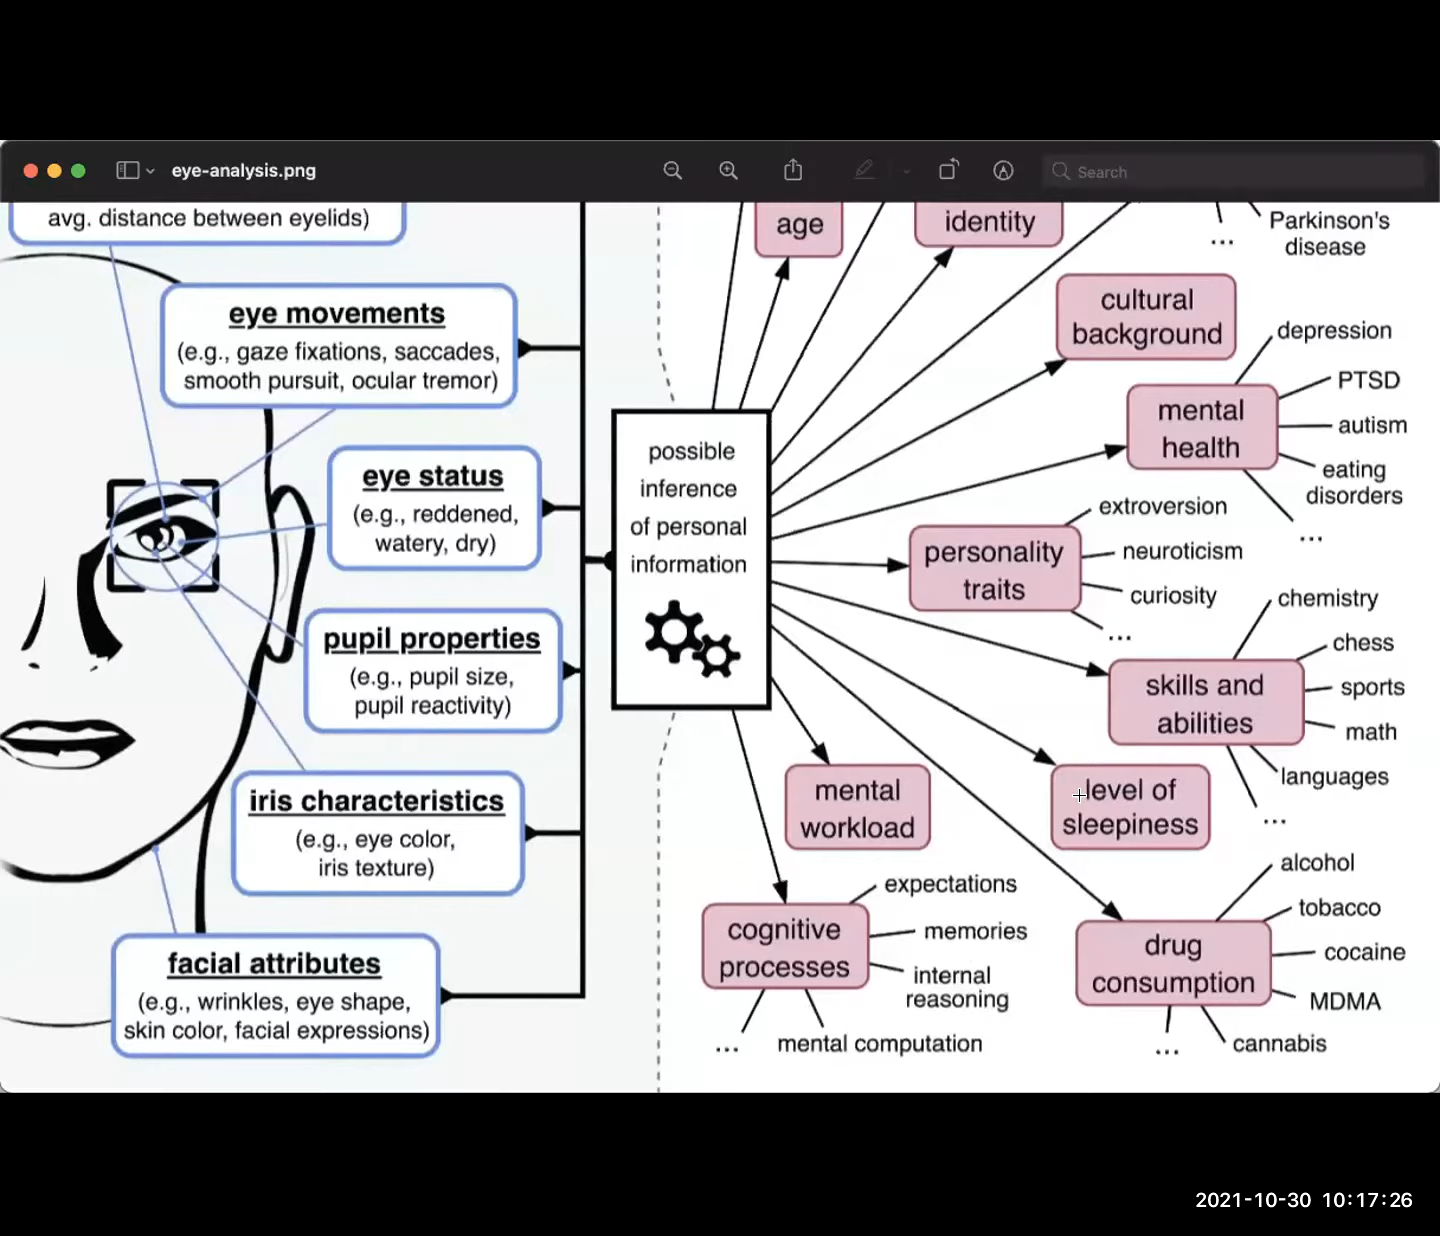 eye-analysis.png
Search
avg. distance between eyelids)
eye movements
(e.g., gaze fixations, saccades,
smooth pursuit, ocular tremor)
eye status
(e.g., reddened,
watery, dry)
pupil properties
(e.g., pupil size,
pupil reactivity)
iris characteristics
(e.g., eye color,
iris texture)
facial attributes
(e.g., wrinkles, eye shape,
skin color, facial expressions)
possible
inference
of personal
information
age
identity
...
Parkinson's
disease
cultural
background
mental
health
depression
PTSD
autism
eating
disorders
...
personality
traits
extroversion
neuroticism
curiosity
...
skills and
abilities
chemistry
chess
sports
math
languages
...
mental
workload
level of
sleepiness
cognitive
processes
expectations
memories
internal
reasoning
mental computation
...
drug
consumption
alcohol
tobacco
cocaine
MDMA
cannabis
...
2021-10-30 10:17:26